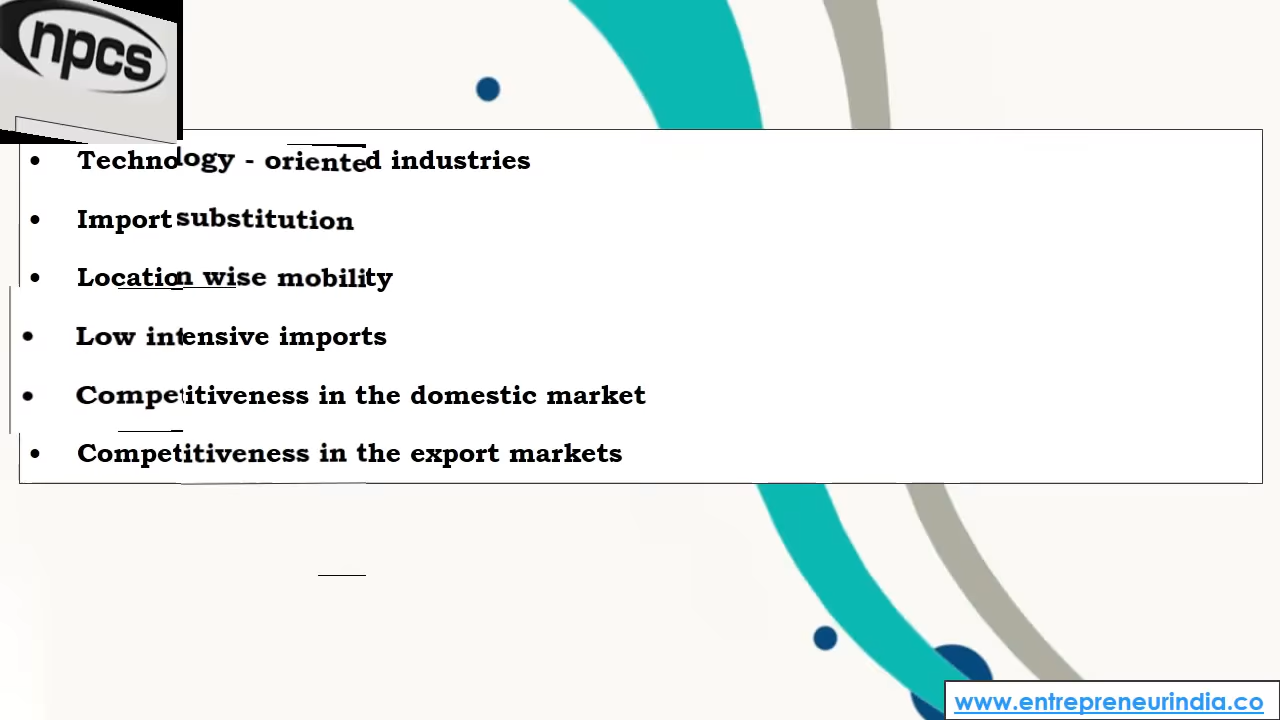 npcs
• Technology - oriented industries
• Import substitution
• Location wise mobility
• Low intensive imports
• Competitiveness in the domestic market
• Competitiveness in the export markets
www.entrepreneurindia.co